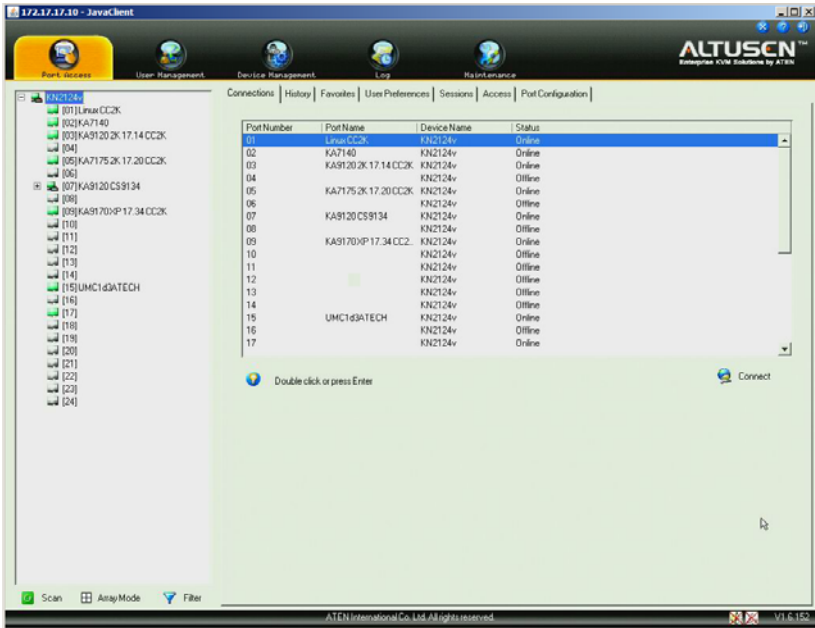 172.17.17.10 - JavaClient
Port Access
User Management
Device Management
Log
Maintenance
ALTUSEN™
Enterprise KVM Solutions by ATEN
KN2124v
[01]Linux CC2K
[02]KA7140
[03]KA9120 2K 17.14 CC2K
[04]
[05]KA7175 2K 17.20 CC2K
[06]
[07]KA9120 CS9134
[08]
[09]KA9170XP 17.34 CC2K
[10]
[11]
[12]
[13]
[14]
[15]UMC1d3ATECH
[16]
[17]
[18]
[19]
[20]
[21]
[22]
[23]
[24]
Scan
Array Mode
Filter
Connections History Favorites User Preferences Sessions Access Port Configuration
Port Number Port Name Device Name Status
01 Linux CC2K KN2124v Online
02 KA7140 KN2124v Online
03 KA9120 2K 17.14 CC2K KN2124v Online
04 KN2124v Offline
05 KA7175 2K 17.20 CC2K KN2124v Online
06 KN2124v Offline
07 KA9120 CS9134 KN2124v Online
08 KN2124v Offline
09 KA9170XP 17.34 CC2... KN2124v Online
10 KN2124v Offline
11 KN2124v Offline
12 KN2124v Offline
13 KN2124v Offline
14 KN2124v Offline
15 UMC1d3ATECH KN2124v Online
16 KN2124v Offline
17 KN2124v Online
Double click or press Enter
Connect
ATEN International Co. Ltd. All rights reserved.
V1.6.152